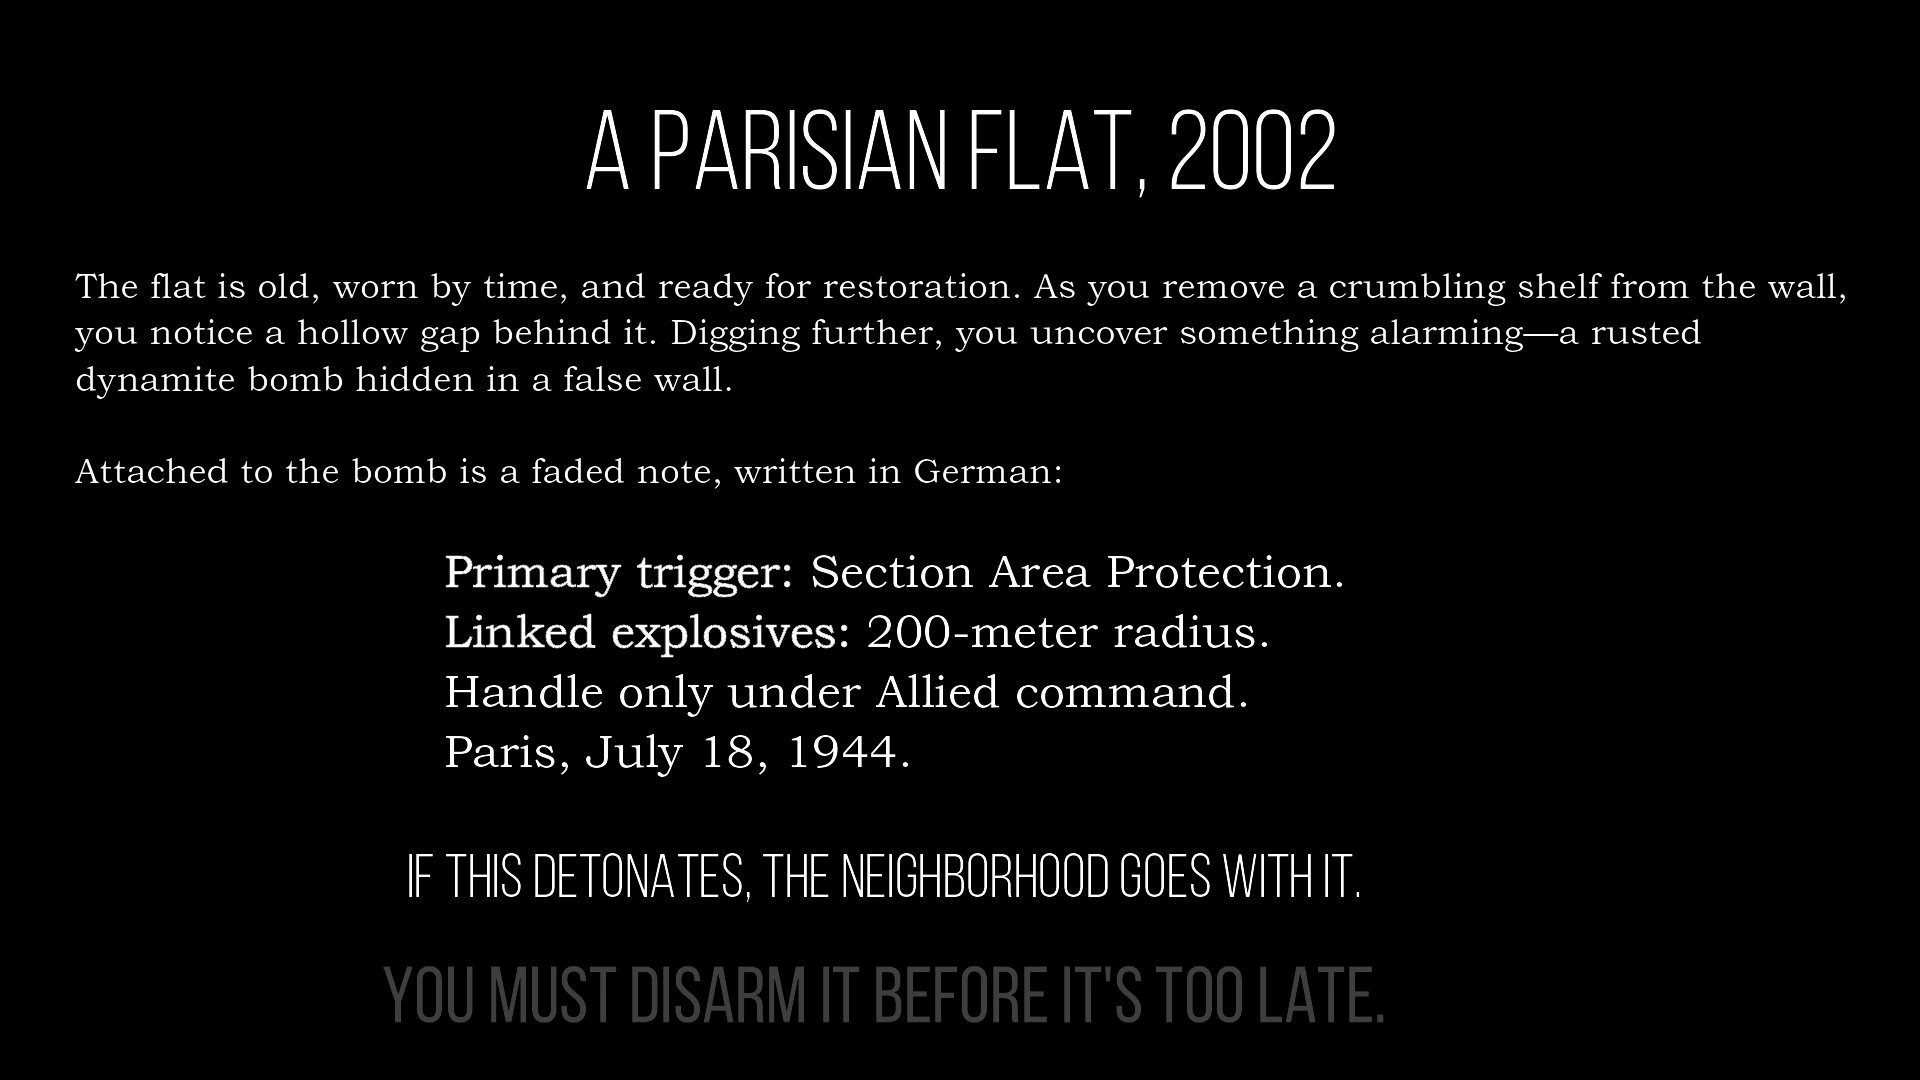 A PARISIAN FLAT, 2002
The flat is old, worn by time, and ready for restoration. As you remove a crumbling shelf from the wall,
you notice a hollow gap behind it. Digging further, you uncover something alarming—a rusted
dynamite bomb hidden in a false wall.
Attached to the bomb is a faded note, written in German:
Primary trigger: Section Area Protection.
Linked explosives: 200-meter radius.
Handle only under Allied command.
Paris, July 18, 1944.
IF THIS DETONATES, THE NEIGHBORHOOD GOES WITH IT.
YOU MUST DISARM IT BEFORE IT'S TOO LATE.